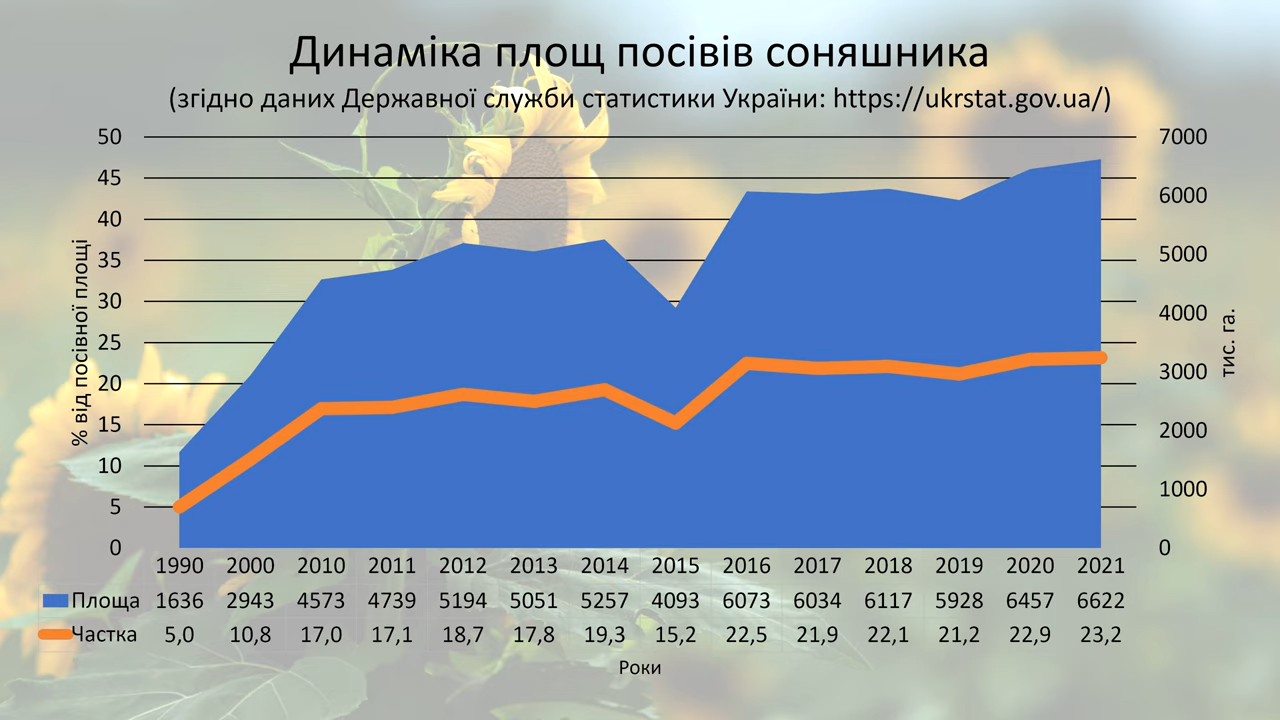 Динаміка площ посівів соняшника
(згідно даних Державної служби статистики України: https://ukrstat.gov.ua/)
50 7000
45
40 6000
35 5000
30 4000
25
20 3000
15 2000
10
5 1000
0 0
% від посівної площі
тис. га.
1990 2000 2010 2011 2012 2013 2014 2015 2016 2017 2018 2019 2020 2021
Площа 1636 2943 4573 4739 5194 5051 5257 4093 6073 6034 6117 5928 6457 6622
Частка 5,0 10,8 17,0 17,1 18,7 17,8 19,3 15,2 22,5 21,9 22,1 21,2 22,9 23,2
Роки